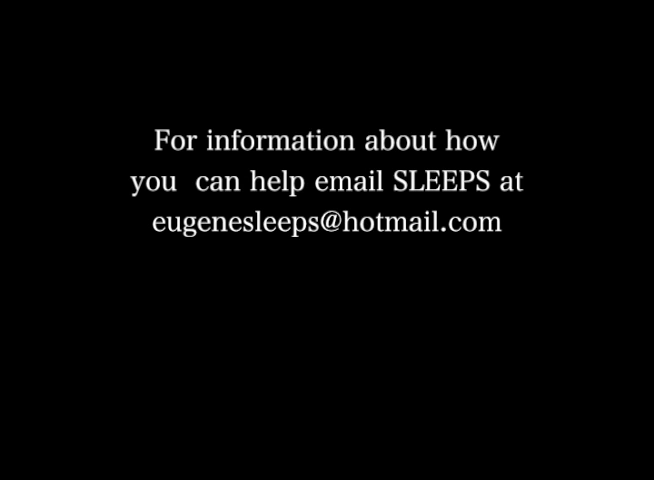 For information about how
you  can help email SLEEPS at
eugenesleeps@hotmail.com